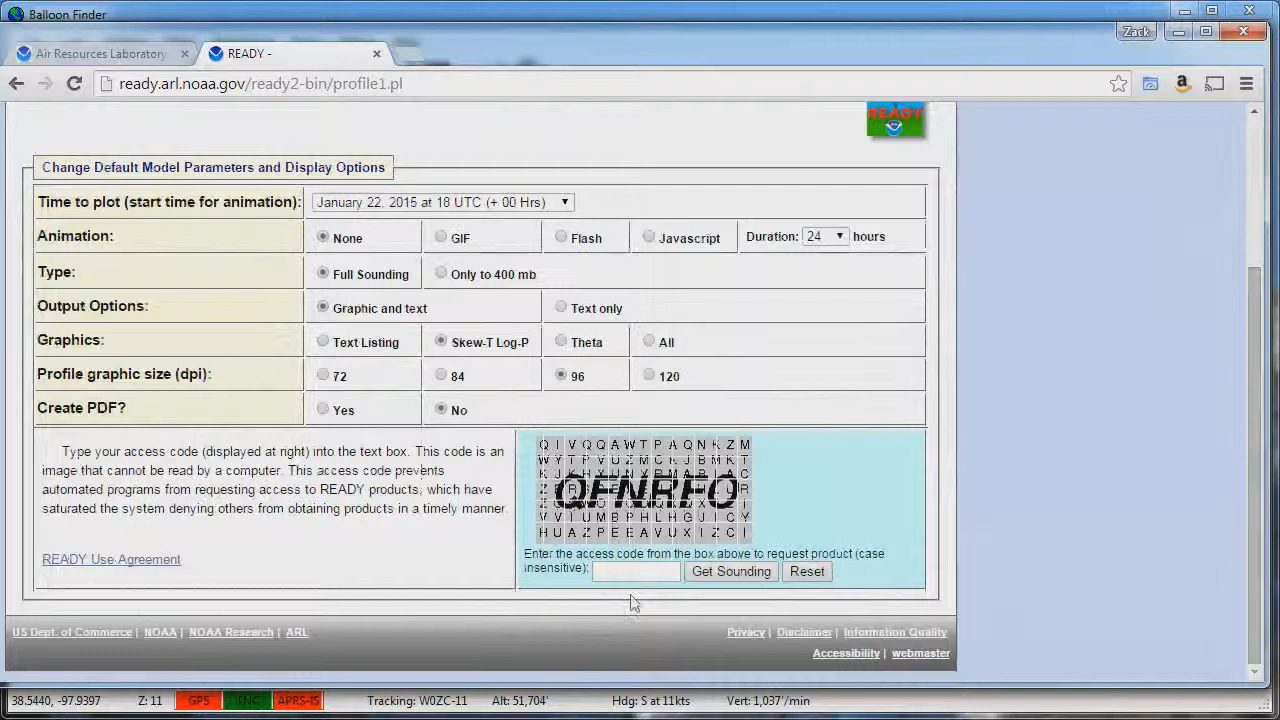 Balloon Finder
Zack
Air Resources Laboratory
READY -
ready.arl.noaa.gov/ready2-bin/profile1.pl
READY
Change Default Model Parameters and Display Options
Time to plot (start time for animation): January 22, 2015 at 18 UTC (+ 00 Hrs)
Animation: None GIF Flash Javascript Duration: 24 hours
Type: Full Sounding Only to 400 mb
Output Options: Graphic and text Text only
Graphics: Text Listing Skew-T Log-P Theta All
Profile graphic size (dpi): 72 84 96 120
Create PDF? Yes No
Type your access code (displayed at right) into the text box. This code is an
image that cannot be read by a computer. This access code prevents
automated programs from requesting access to READY products, which have
saturated the system denying others from obtaining products in a timely manner.
READY Use Agreement
QFNRFO
Enter the access code from the box above to request product (case
insensitive): Get Sounding Reset
US Dept. of Commerce | NOAA | NOAA Research | ARL
Privacy | Disclaimer | Information Quality
Accessibility | webmaster
38.5440, -97.9397 Z: 11 GPS TNC APRS-IS Tracking: W0ZC-11 Alt: 51,704' Hdg: S at 11kts Vert: 1,037'/min